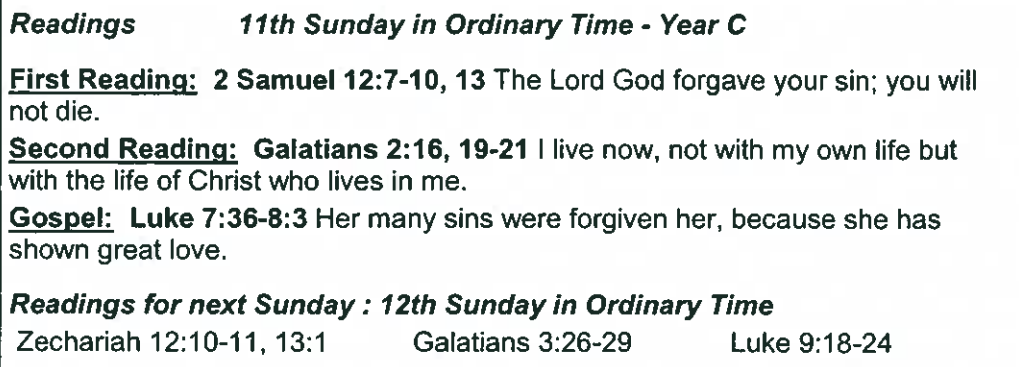 Readings 11th Sunday in Ordinary Time - Year C
First Reading: 2 Samuel 12:7-10, 13 The Lord God forgave your sin; you will
not die.
Second Reading: Galatians 2:16, 19-21 I live now, not with my own life but
with the life of Christ who lives in me.
Gospel: Luke 7:36-8:3 Her many sins were forgiven her, because she has
shown great love.
Readings for next Sunday : 12th Sunday in Ordinary Time
Zechariah 12:10-11, 13:1 Galatians 3:26-29 Luke 9:18-24